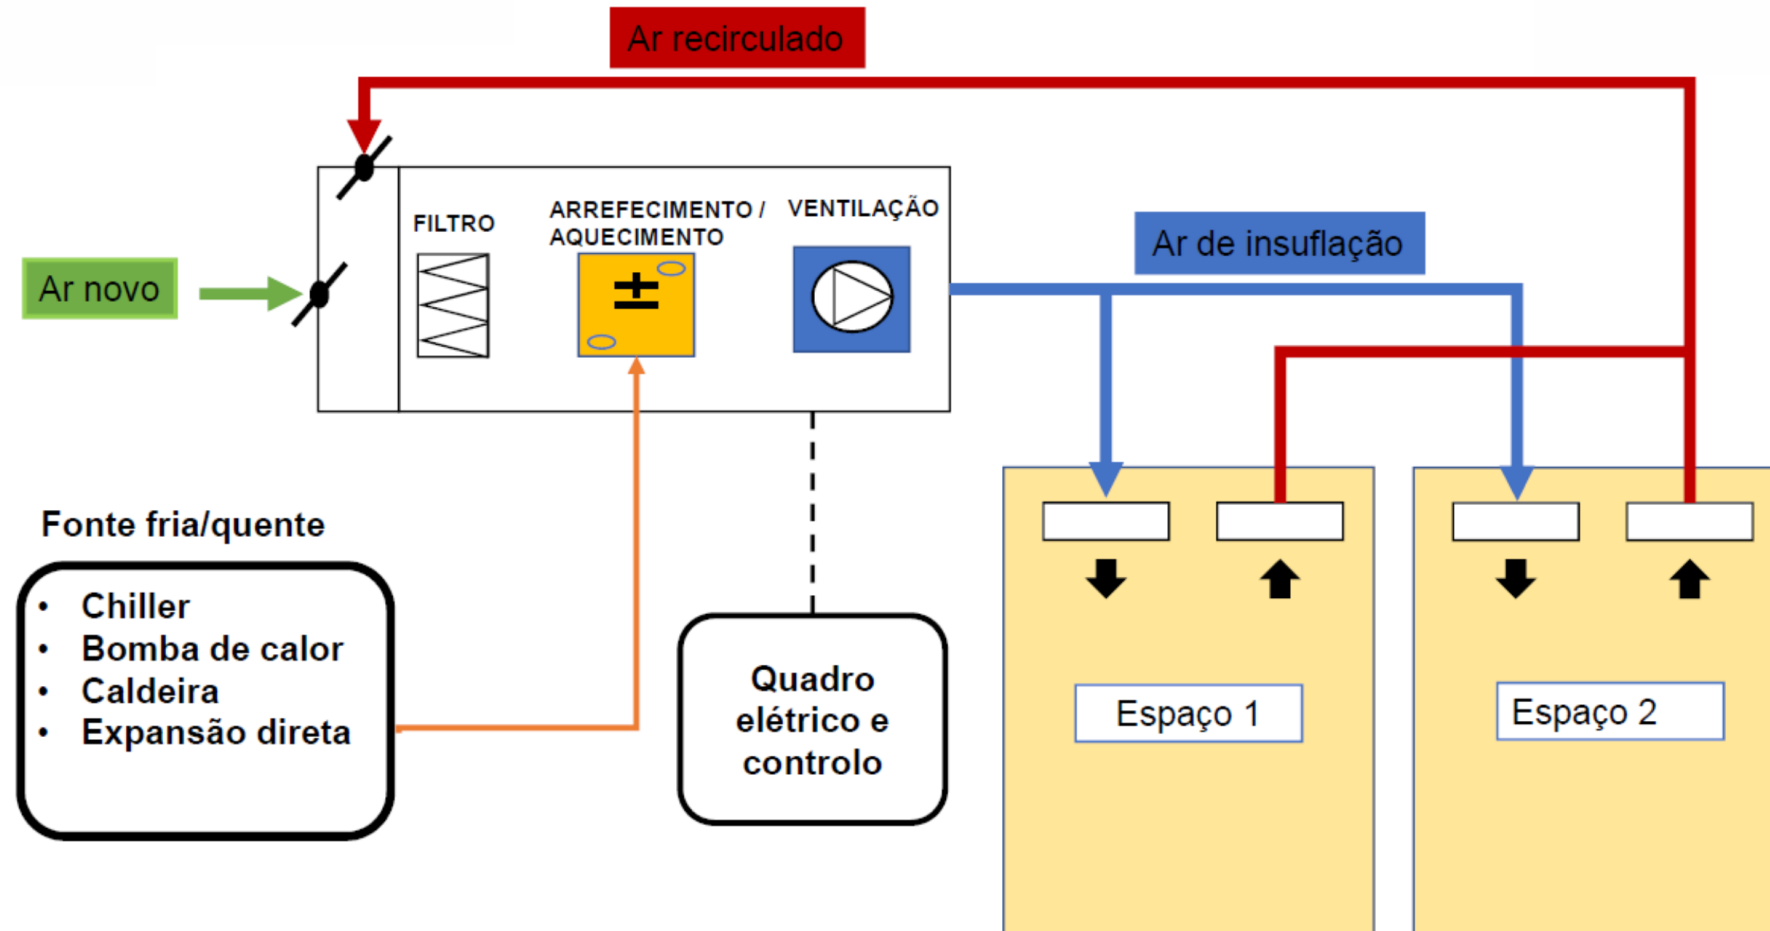 Ar recirculado
FILTRO
ARREFECIMENTO /
AQUECIMENTO
±
VENTILAÇÃO
Ar de insuflação
Ar novo
Fonte fria/quente
• Chiller
• Bomba de calor
• Caldeira
• Expansão direta
Quadro
elétrico e
controlo
Espaço 1
Espaço 2